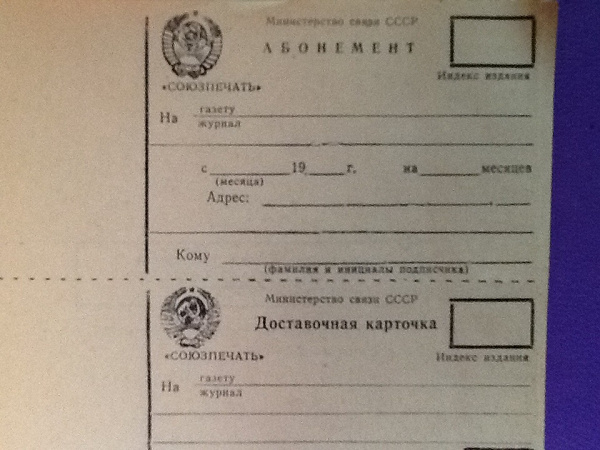 Министерство связи СССР
АБОНЕМЕНТ
Индекс издания
«СОЮЗПЕЧАТЬ»
На газету
журнал
с 19 г. на месяцев
(месяца)
Адрес:
Кому
(фамилия и инициалы подписчика)
Министерство связи СССР
Доставочная карточка
«СОЮЗПЕЧАТЬ»
Индекс издания
На газету
журнал